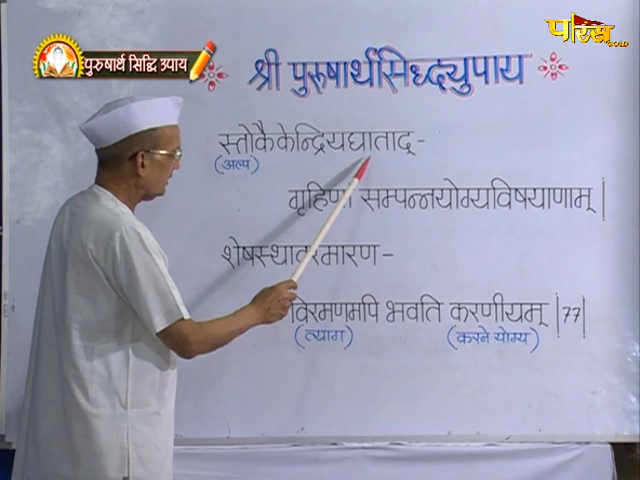 पुरुषार्थ सिद्धि उपाय
पारस
GOLD
श्री पुरूषार्थसिध्द्युपाय
स्तोकैकेन्द्रियघाताद्-
(अल्प)
गृहिणां सम्पन्नयोग्यविषयाणाम् |
शेषस्थावरमारण-
विरमणमपि भवति करणीयम् |77|
(त्याग) (करने योग्य)